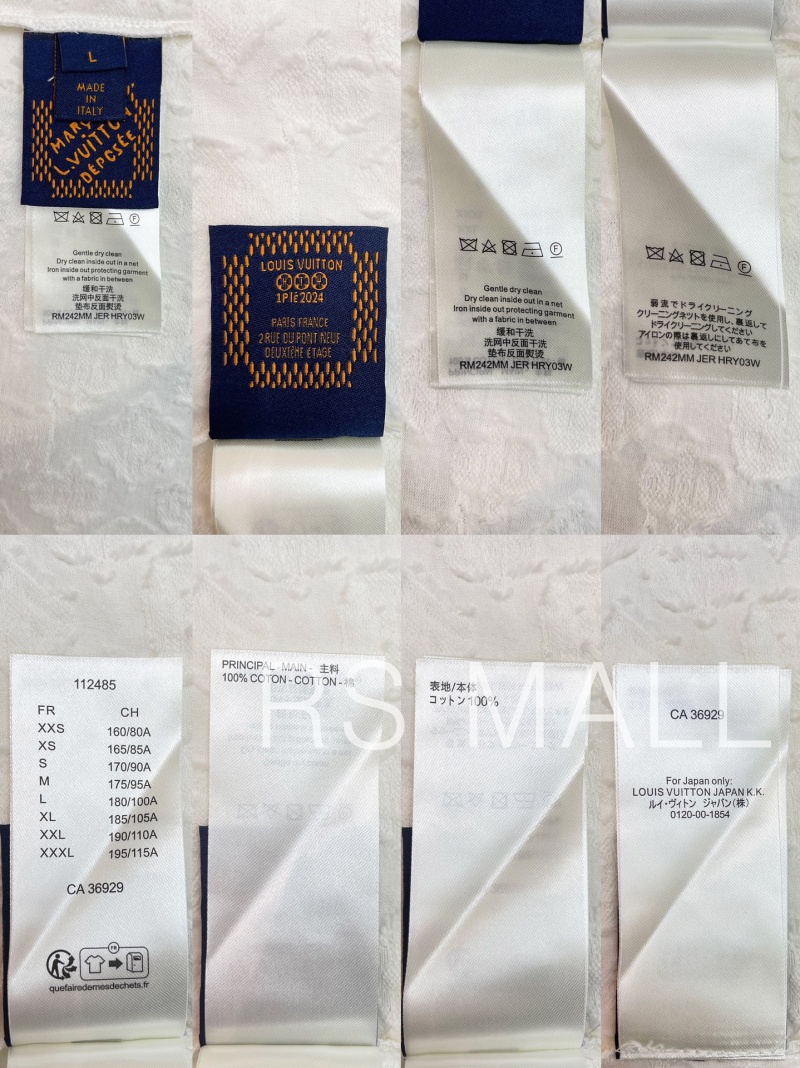 L
MADE
IN
ITALY
MARQUE
L.VUITTON
DÉPOSÉE
F
Gentle dry clean
Dry clean inside out in a net
Iron inside out protecting garment
with a fabric in between
缓和干洗
洗网中反面干洗
垫布反面熨烫
RM242MM JER HRY03W
LOUIS VUITTON
1P1é2024
PARIS FRANCE
2 RUE DU PONT NEUF
DEUXIÈME ÉTAGE
F
Gentle dry clean
Dry clean inside out in a net
Iron inside out protecting garment
with a fabric in between
缓和干洗
洗网中反面干洗
垫布反面熨烫
RM242MM JER HRY03W
F
弱流でドライクリーニング
クリーニングネットを使用し、裏返して
ドライクリーニングしてください
アイロンの際は裏返しにしてあて布を
使用してください
RM242MM JER HRY03W
112485
FR CH
XXS 160/80A
XS 165/85A
S 170/90A
M 175/95A
L 180/100A
XL 185/105A
XXL 190/110A
XXXL 195/115A
CA 36929
FR
quefairedemesdechets.fr
PRINCIPAL - MAIN - 主料
100% COTON - COTTON - 棉
表地/本体
コットン 100%
CA 36929
For Japan only:
LOUIS VUITTON JAPAN K.K.
ルイ・ヴィトン ジャパン(株)
0120-00-1854
RS MALL